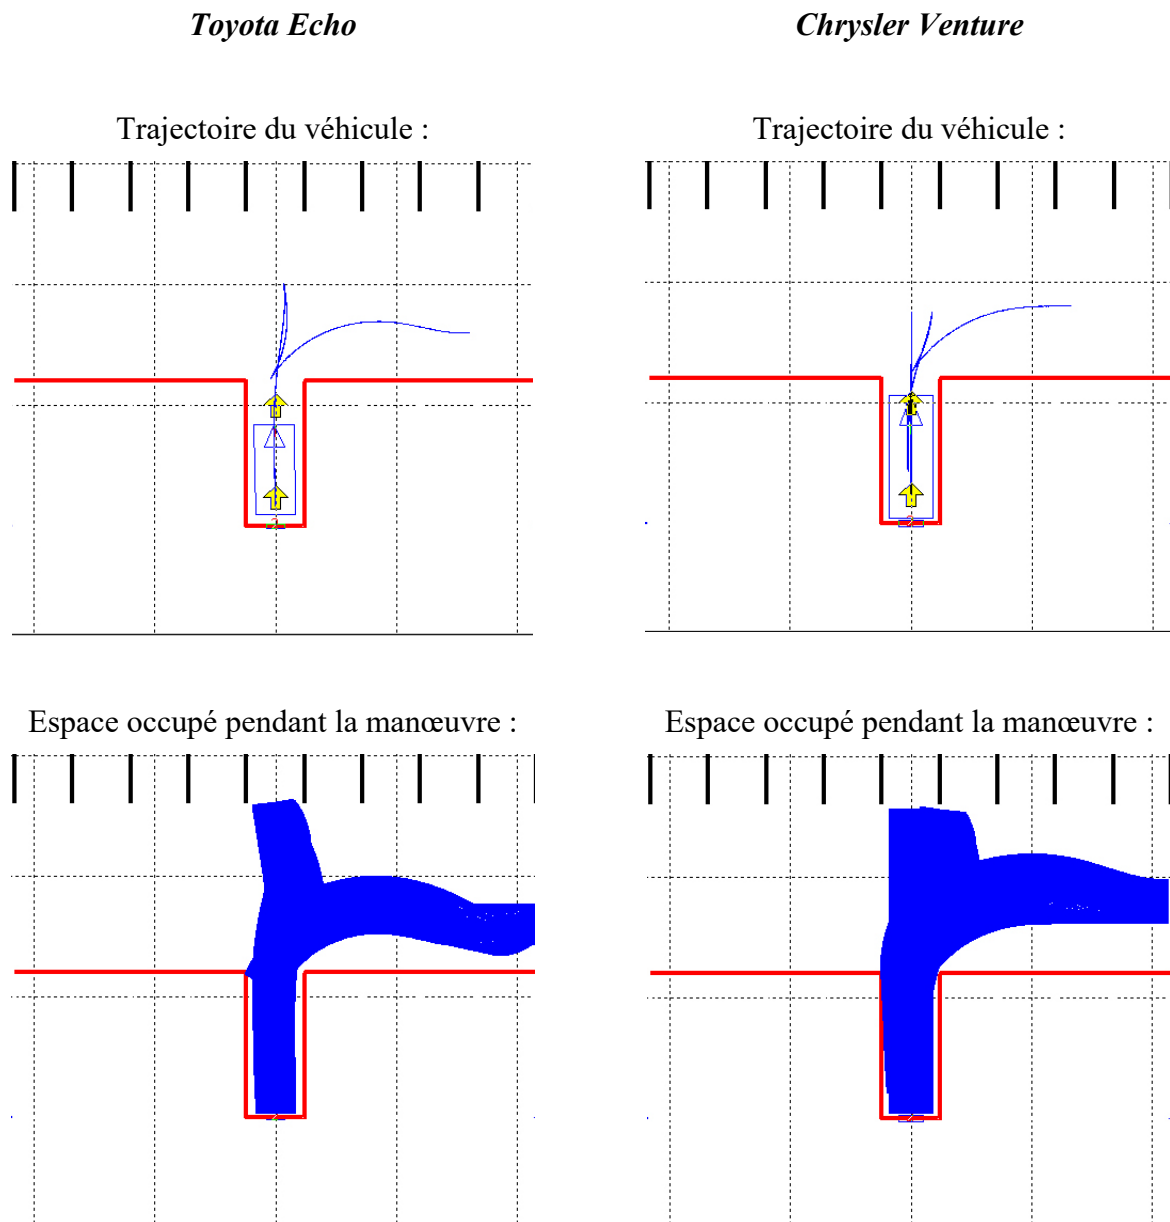 Toyota Echo
Chrysler Venture
Trajectoire du véhicule :
Trajectoire du véhicule :
Espace occupé pendant la manœuvre :
Espace occupé pendant la manœuvre :